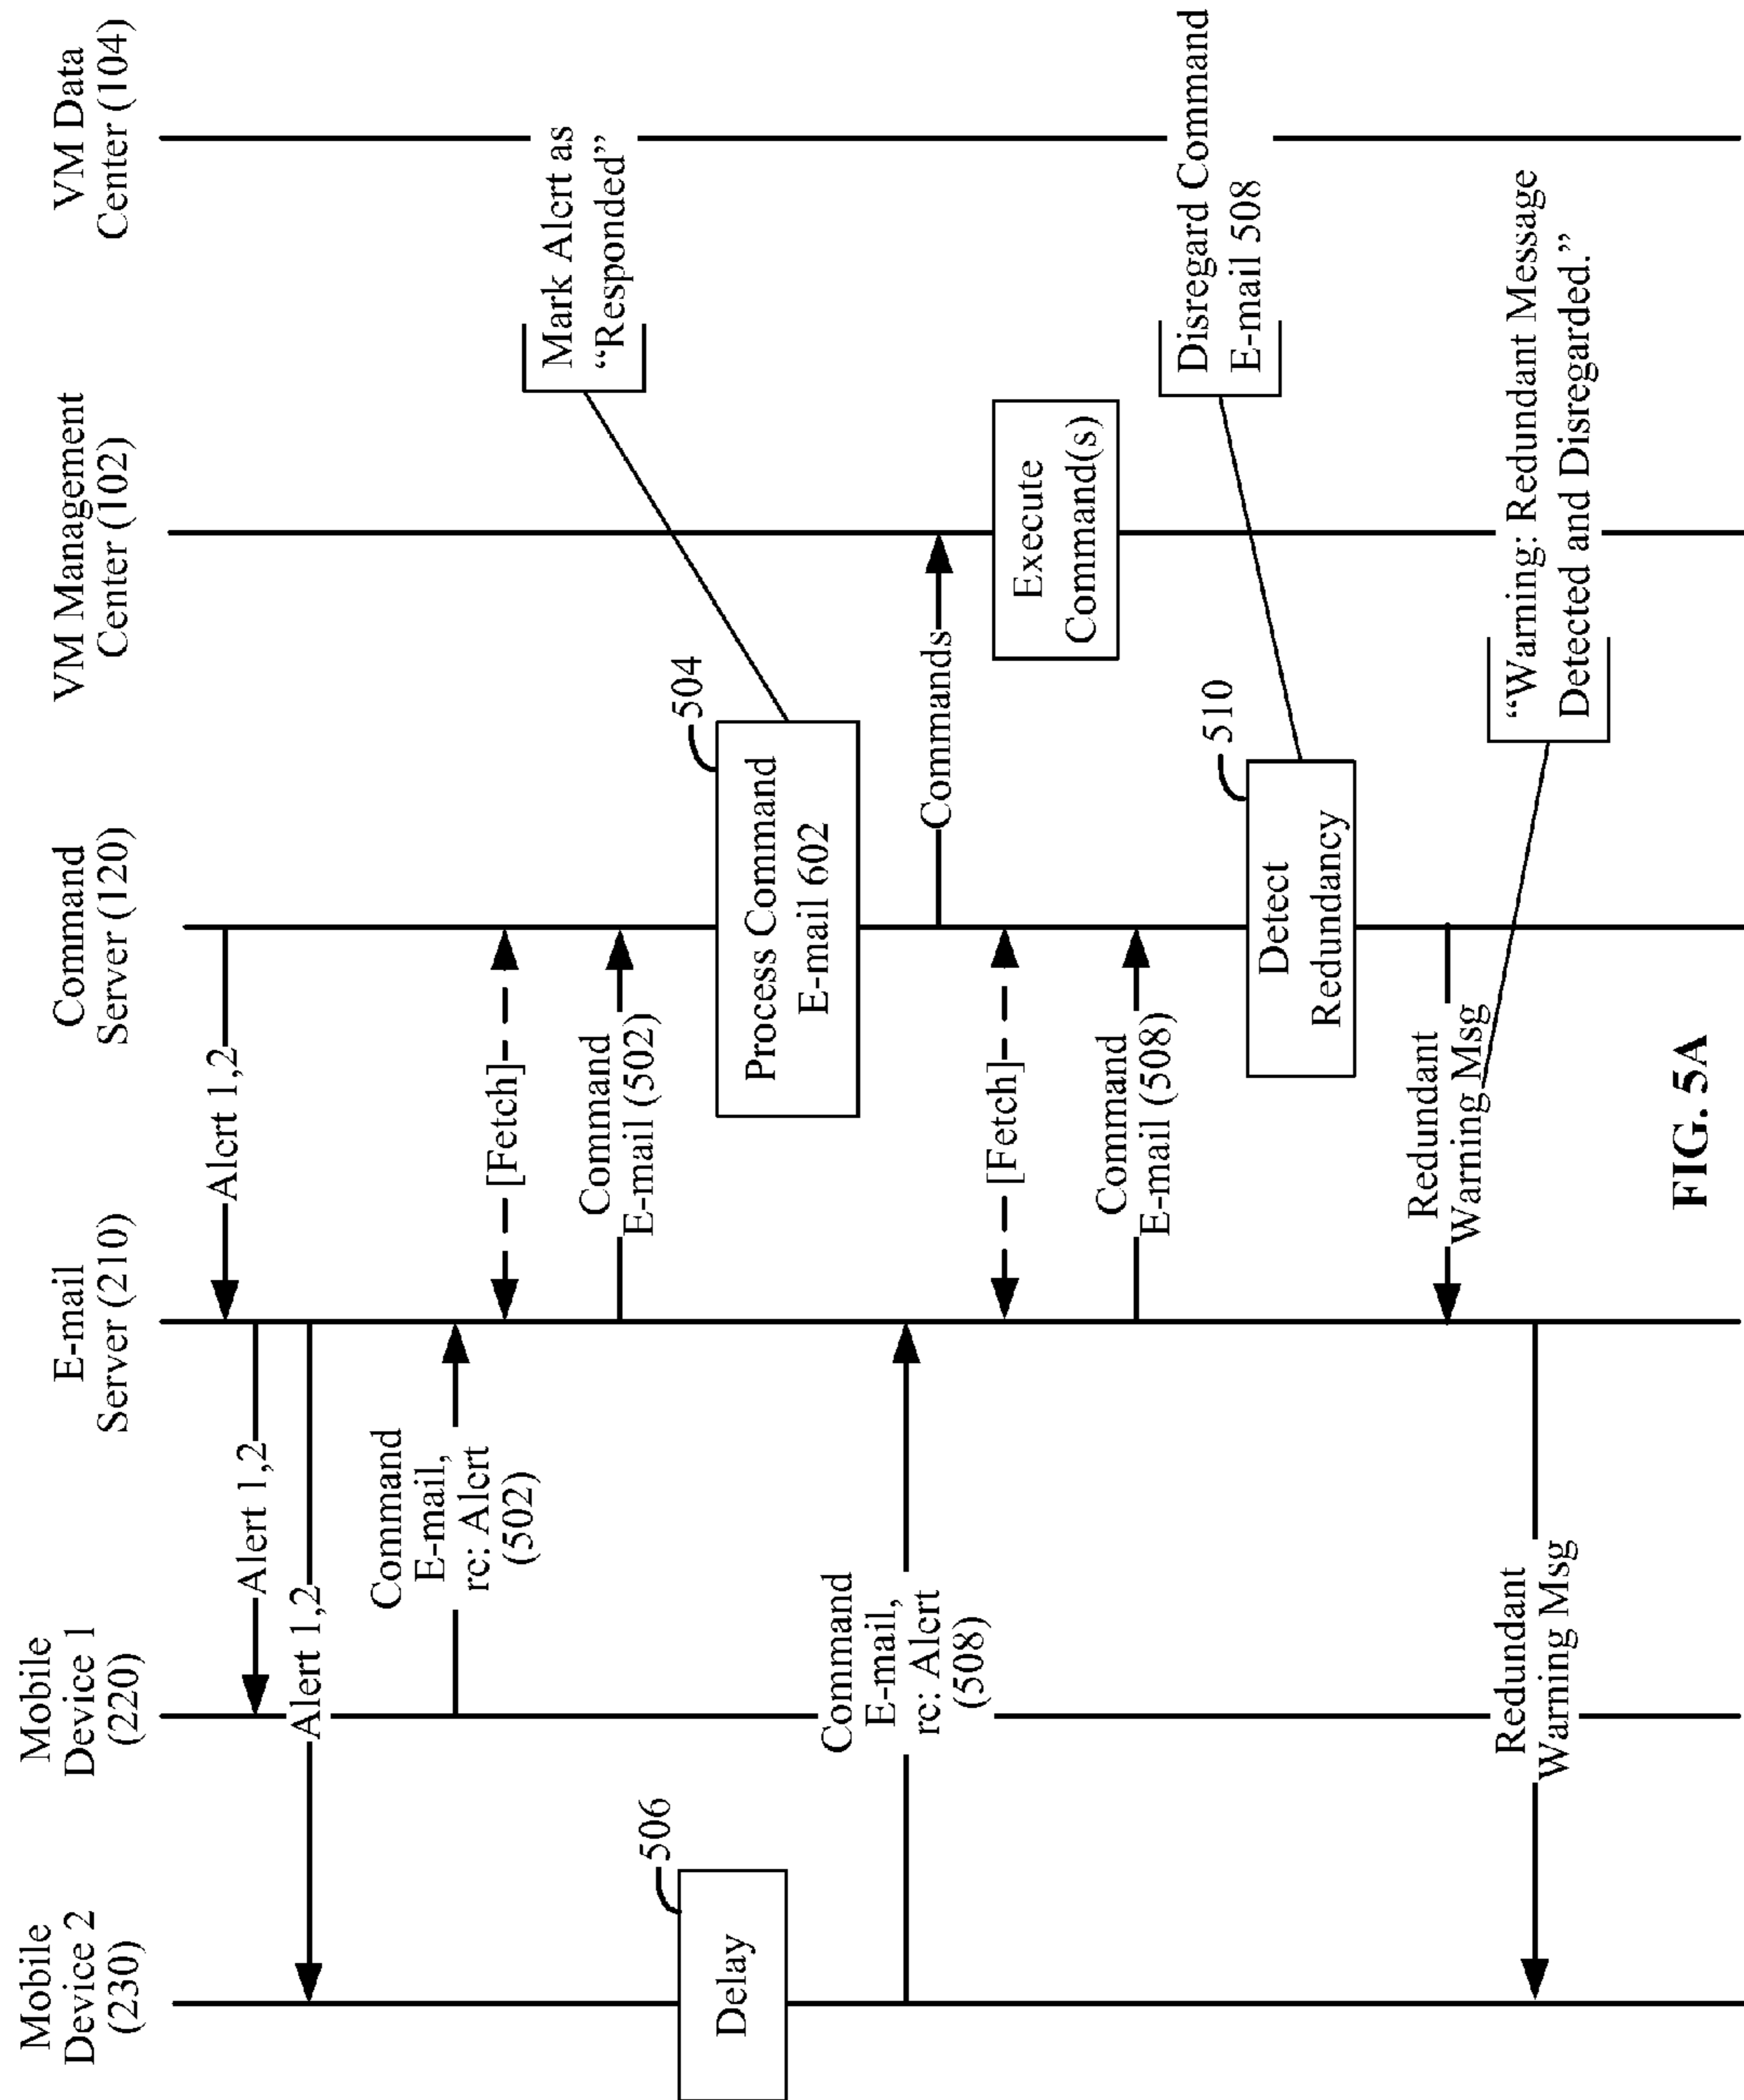 Mobile
Device 2
(230)
Mobile
Device 1
(220)
E-mail
Server (210)
Command
Server (120)
VM Management
Center (102)
VM Data
Center (104)
Alert 1,2
Alert 1,2
Alert 1,2
Command
E-mail,
re: Alert
(502)
[Fetch]
Command
E-mail (502)
Mark Alert as
“Responded”
504
Process Command
E-mail 602
506
Delay
Command
E-mail,
re: Alert
(508)
Commands
[Fetch]
Execute
Command(s)
Command
E-mail (508)
Disregard Command
E-mail 508
510
Detect
Redundancy
Redundant
Warning Msg
“Warning: Redundant Message
Detected and Disregarded.”
Redundant
Warning Msg
FIG. 5A